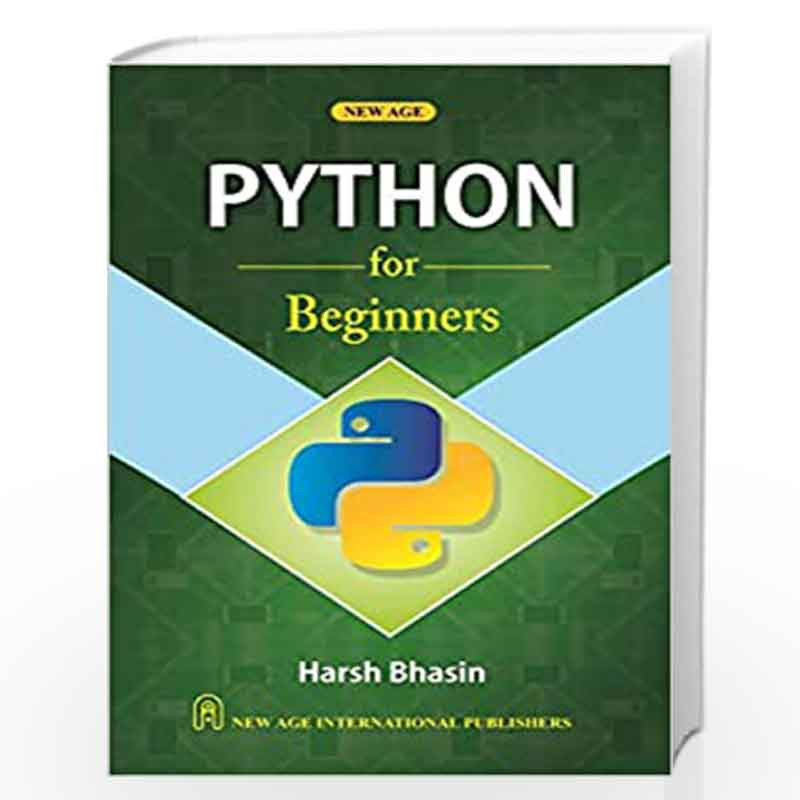 NEW AGE
PYTHON
for
Beginners
Harsh Bhasin
NEW AGE INTERNATIONAL PUBLISHERS